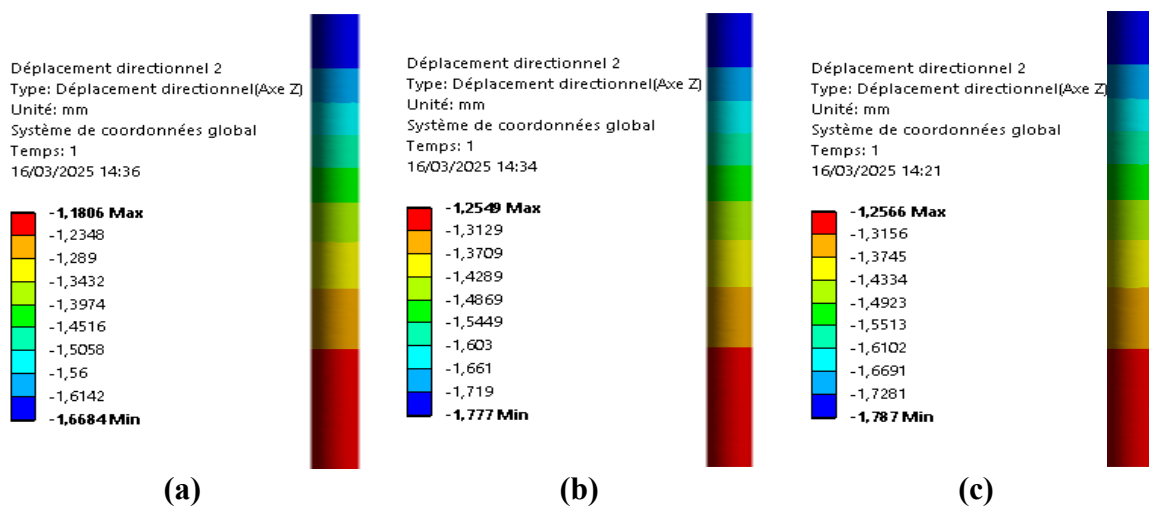 Déplacement directionnel 2
Type: Déplacement directionnel(Axe Z)
Unité: mm
Système de coordonnées global
Temps: 1
16/03/2025 14:36
-1,1806 Max
-1,2348
-1,289
-1,3432
-1,3974
-1,4516
-1,5058
-1,56
-1,6142
-1,6684 Min
(a)
Déplacement directionnel 2
Type: Déplacement directionnel(Axe Z)
Unité: mm
Système de coordonnées global
Temps: 1
16/03/2025 14:34
-1,2549 Max
-1,3129
-1,3709
-1,4289
-1,4869
-1,5449
-1,603
-1,661
-1,719
-1,777 Min
(b)
Déplacement directionnel 2
Type: Déplacement directionnel(Axe Z)
Unité: mm
Système de coordonnées global
Temps: 1
16/03/2025 14:21
-1,2566 Max
-1,3156
-1,3745
-1,4334
-1,4923
-1,5513
-1,6102
-1,6691
-1,7281
-1,787 Min
(c)